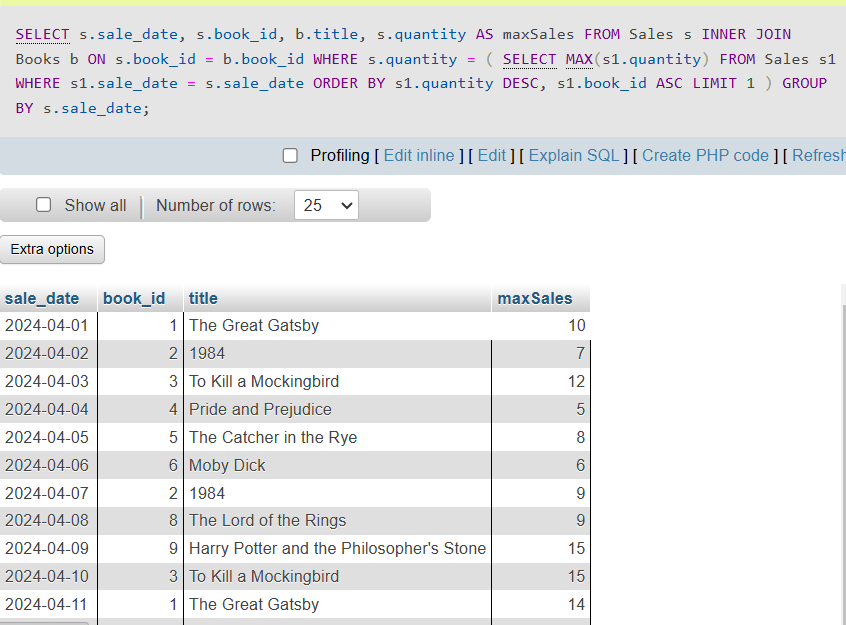 SELECT s.sale_date, s.book_id, b.title, s.quantity AS maxSales FROM Sales s INNER JOIN
Books b ON s.book_id = b.book_id WHERE s.quantity = ( SELECT MAX(s1.quantity) FROM Sales s1
WHERE s1.sale_date = s.sale_date ORDER BY s1.quantity DESC, s1.book_id ASC LIMIT 1 ) GROUP
BY s.sale_date;
Profiling [ Edit inline ] [ Edit ] [ Explain SQL ] [ Create PHP code ] [ Refresh
Show all | Number of rows: 25
Extra options
sale_date book_id title maxSales
2024-04-01 1 The Great Gatsby 10
2024-04-02 2 1984 7
2024-04-03 3 To Kill a Mockingbird 12
2024-04-04 4 Pride and Prejudice 5
2024-04-05 5 The Catcher in the Rye 8
2024-04-06 6 Moby Dick 6
2024-04-07 2 1984 9
2024-04-08 8 The Lord of the Rings 9
2024-04-09 9 Harry Potter and the Philosopher's Stone 15
2024-04-10 3 To Kill a Mockingbird 15
2024-04-11 1 The Great Gatsby 14